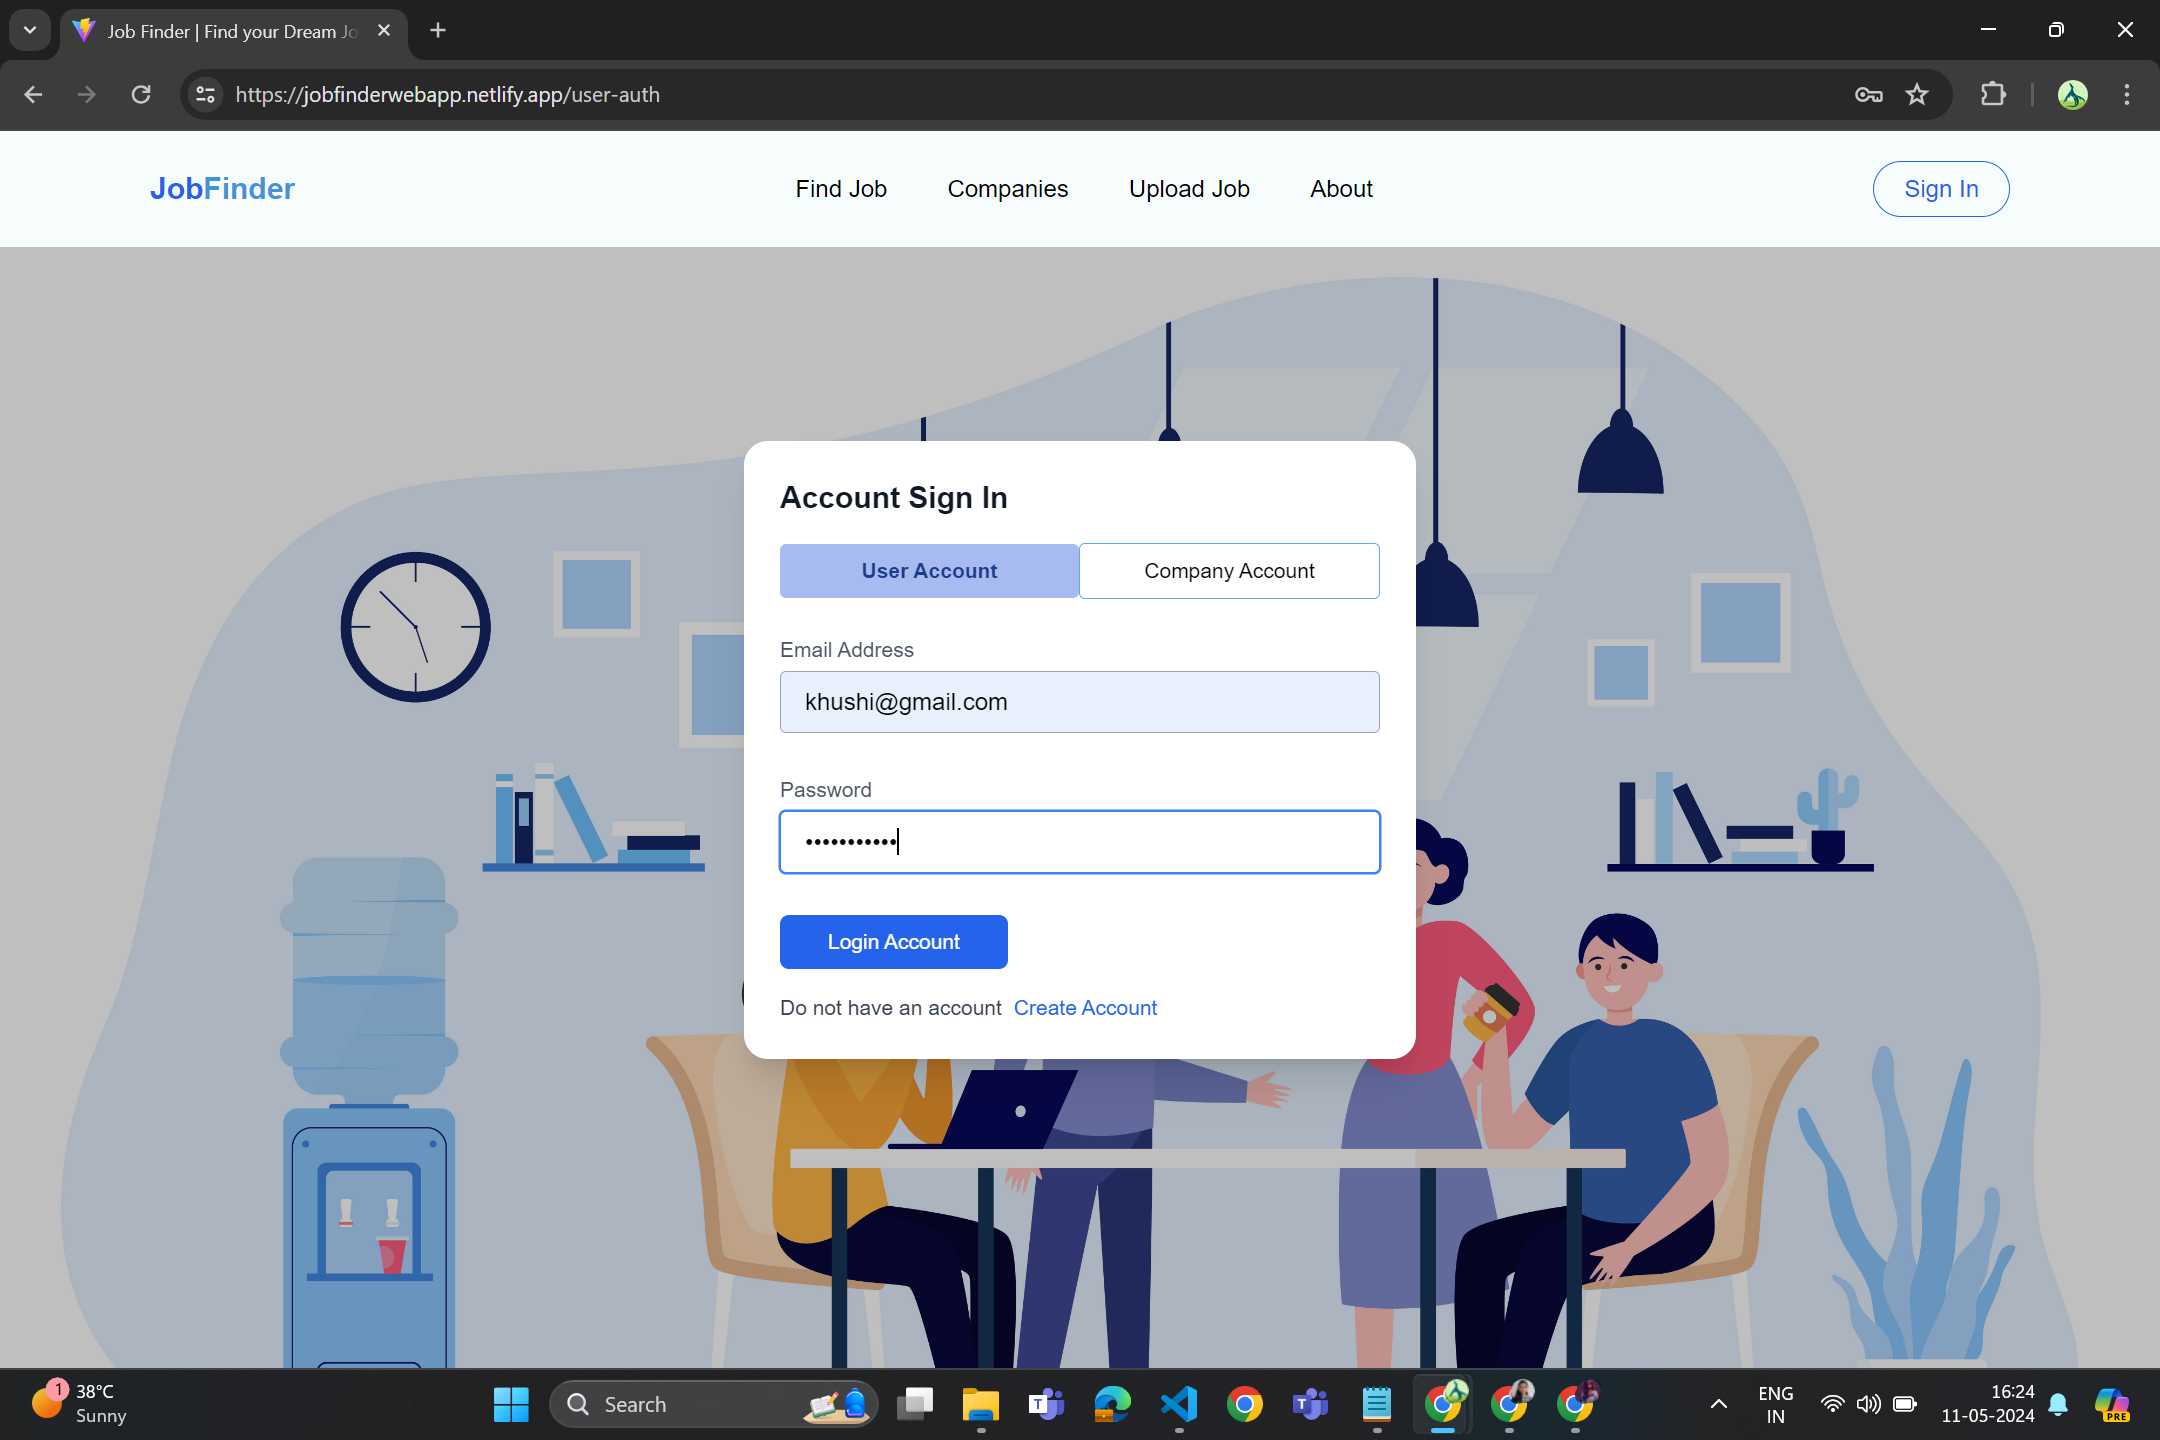 Job Finder | Find your Dream Jo
https://jobfinderwebapp.netlify.app/user-auth
JobFinder
Find Job
Companies
Upload Job
About
Sign In
Account Sign In
User Account
Company Account
Email Address
khushi@gmail.com
Password
•••••••••••
Login Account
Do not have an account Create Account
1
38°C
Sunny
Search
T
T
ENG
IN
16:24
11-05-2024
PRE